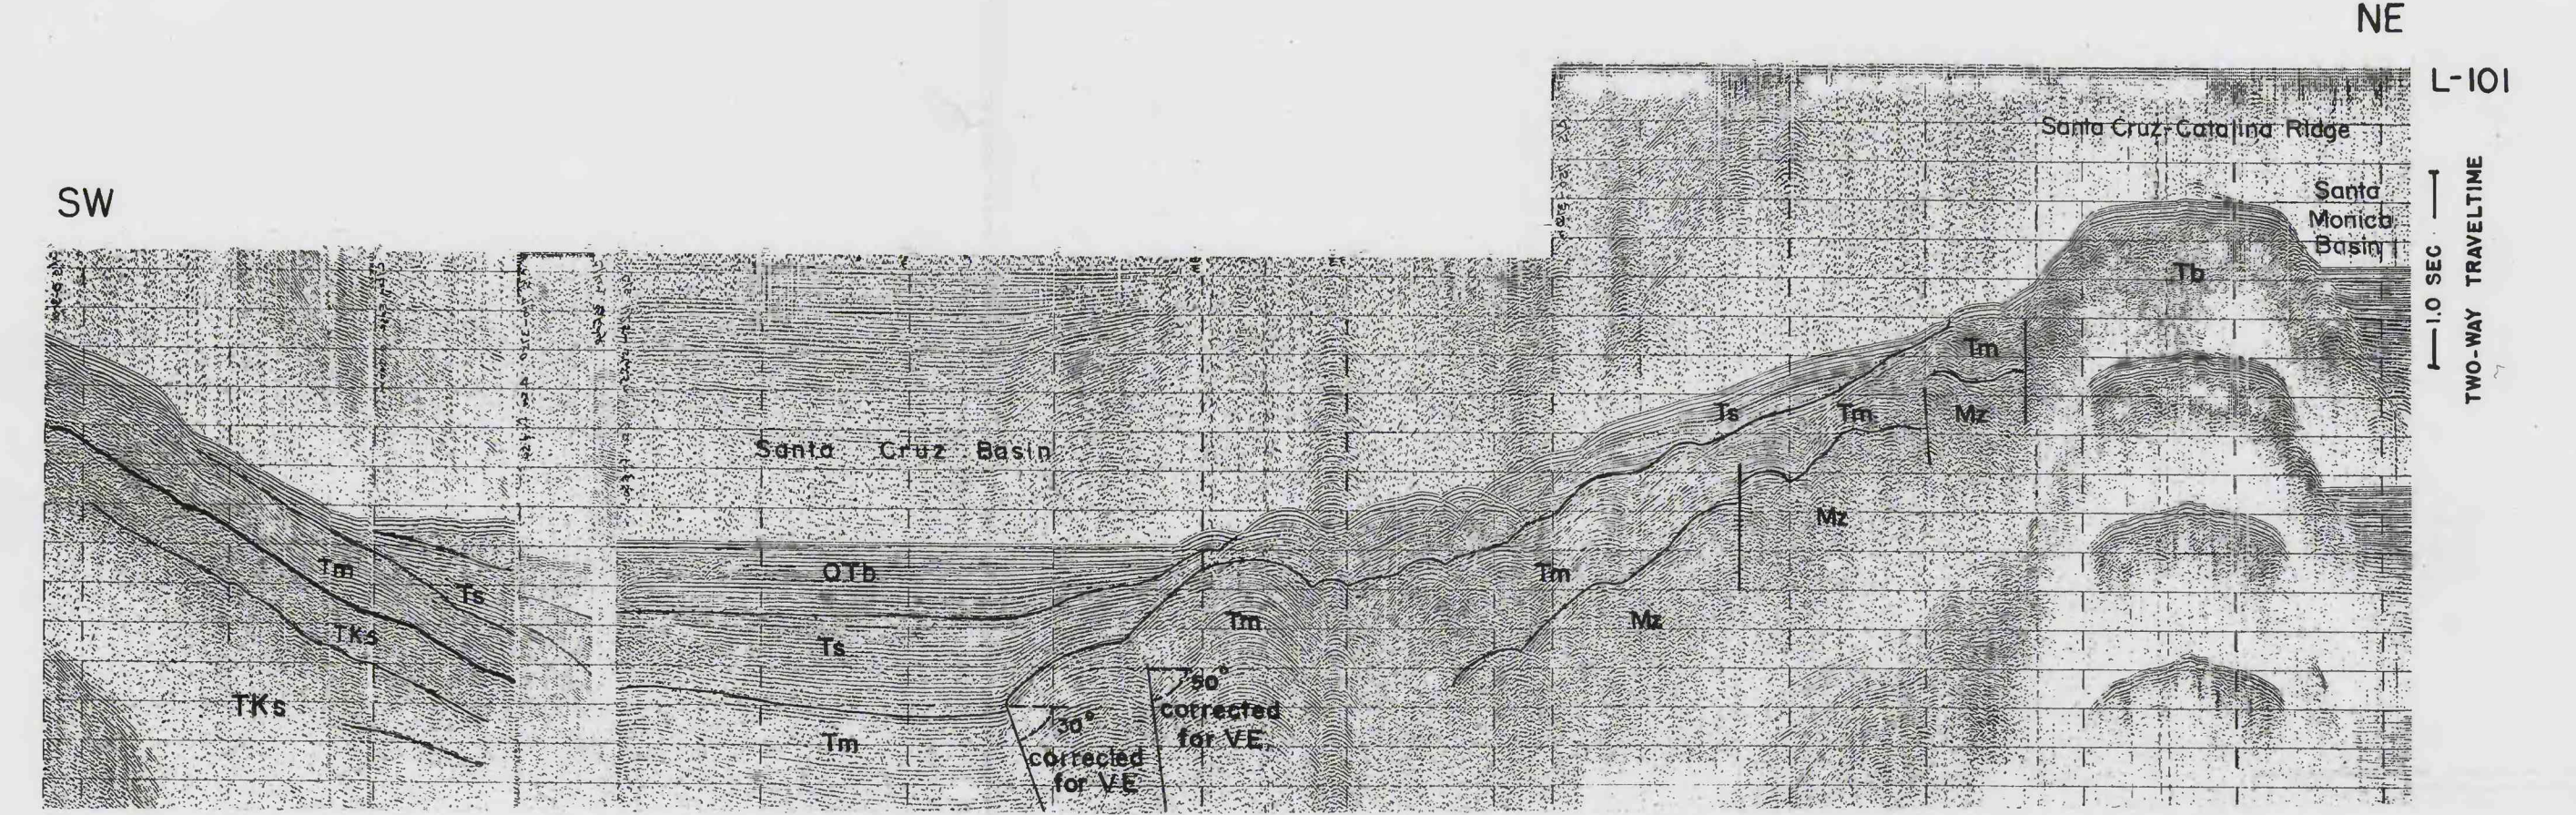 NE
L-101
Santa Cruz-Catalina Ridge
SW
Santa
Monica
Basin
1.0 SEC
TWO-WAY TRAVELTIME
Tb
Tm
Ts
Tm
Mz
Santa Cruz Basin
Mz
Tm
QTb
Tm
Ts
Tm
Mz
TKs
Ts
50°
corrected
for VE
TKs
30°
Tm
corrected
for VE